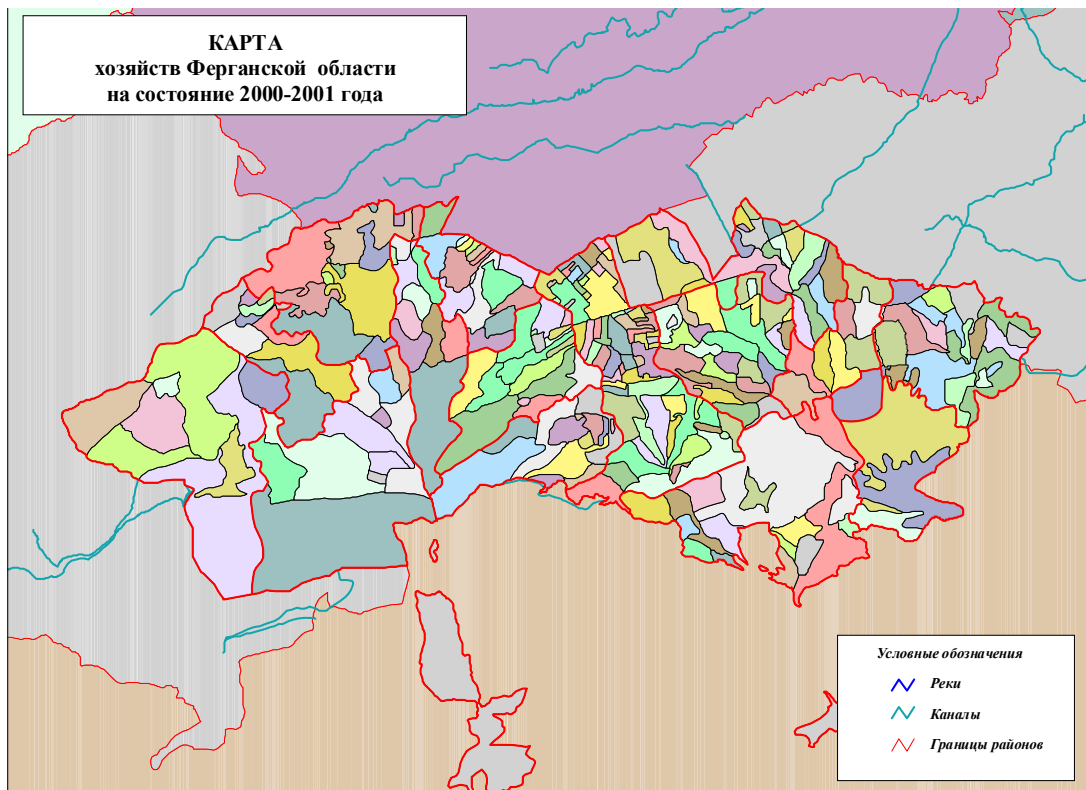 КАРТА
хозяйств Ферганской области
на состояние 2000-2001 года
Условные обозначения
Реки
Каналы
Границы районов